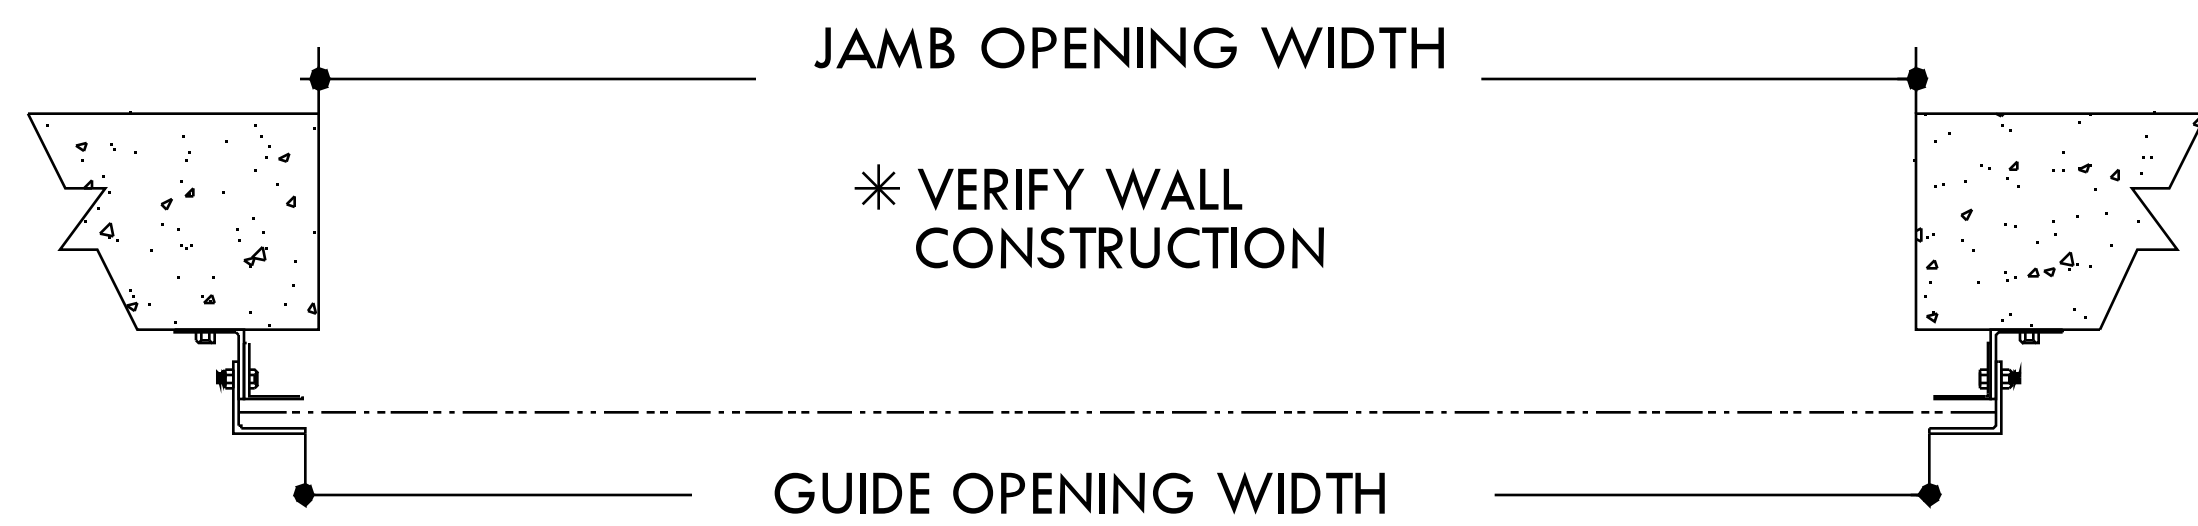 JAMB OPENING WIDTH
✳ VERIFY WALL
CONSTRUCTION
GUIDE OPENING WIDTH